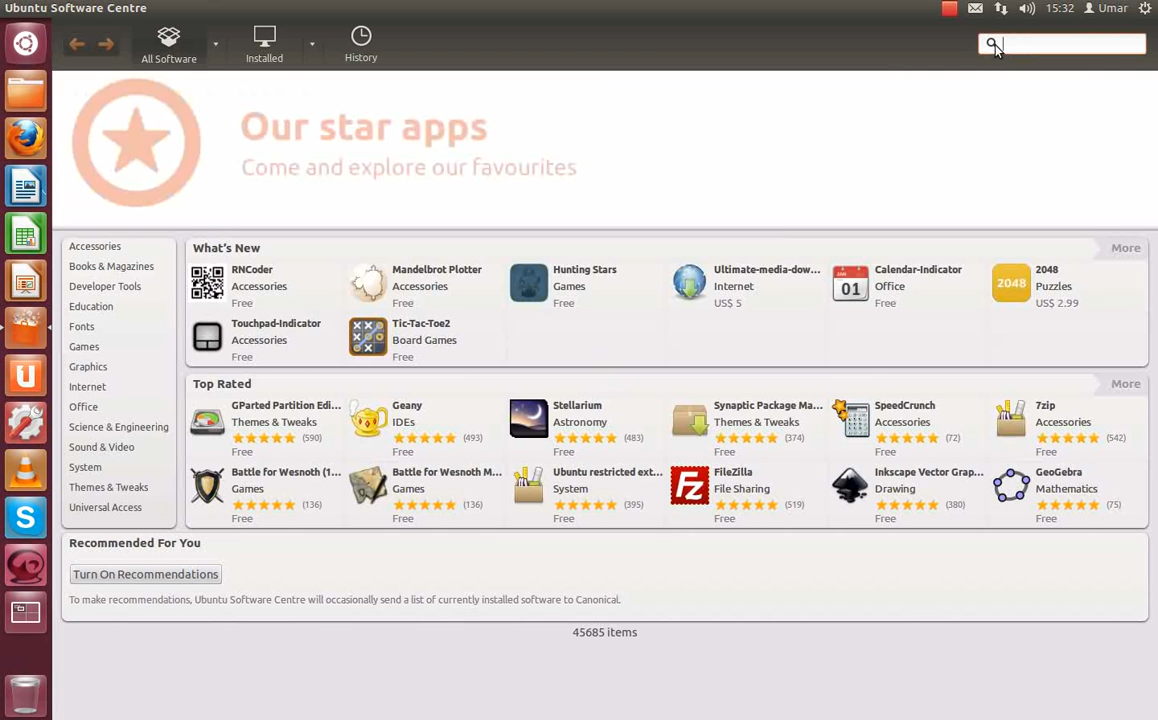 Ubuntu Software Centre
15:32 Umar
All Software
Installed
History
Our star apps
Come and explore our favourites
Accessories
Books & Magazines
Developer Tools
Education
Fonts
Games
Graphics
Internet
Office
Science & Engineering
Sound & Video
System
Themes & Tweaks
Universal Access
What's New
More
RNCoder
Accessories
Free
Mandelbrot Plotter
Accessories
Free
Hunting Stars
Games
Free
Ultimate-media-dow...
Internet
US$ 5
JAN
01
Calendar-Indicator
Office
Free
2048
2048
Puzzles
US$ 2.99
Touchpad-Indicator
Accessories
Free
Tic-Tac-Toe2
Board Games
Free
Top Rated
More
GParted Partition Edi...
Themes & Tweaks
(590)
Free
Geany
IDEs
(493)
Free
Stellarium
Astronomy
(483)
Free
Synaptic Package Ma...
Themes & Tweaks
(374)
Free
SpeedCrunch
Accessories
(72)
Free
7zip
Accessories
(542)
Free
Battle for Wesnoth (1...
Games
(136)
Free
Battle for Wesnoth M...
Games
(136)
Free
Ubuntu restricted ext...
System
(395)
Free
Fz
FileZilla
File Sharing
(519)
Free
Inkscape Vector Grap...
Drawing
(380)
Free
GeoGebra
Mathematics
(75)
Free
Recommended For You
Turn On Recommendations
To make recommendations, Ubuntu Software Centre will occasionally send a list of currently installed software to Canonical.
45685 items